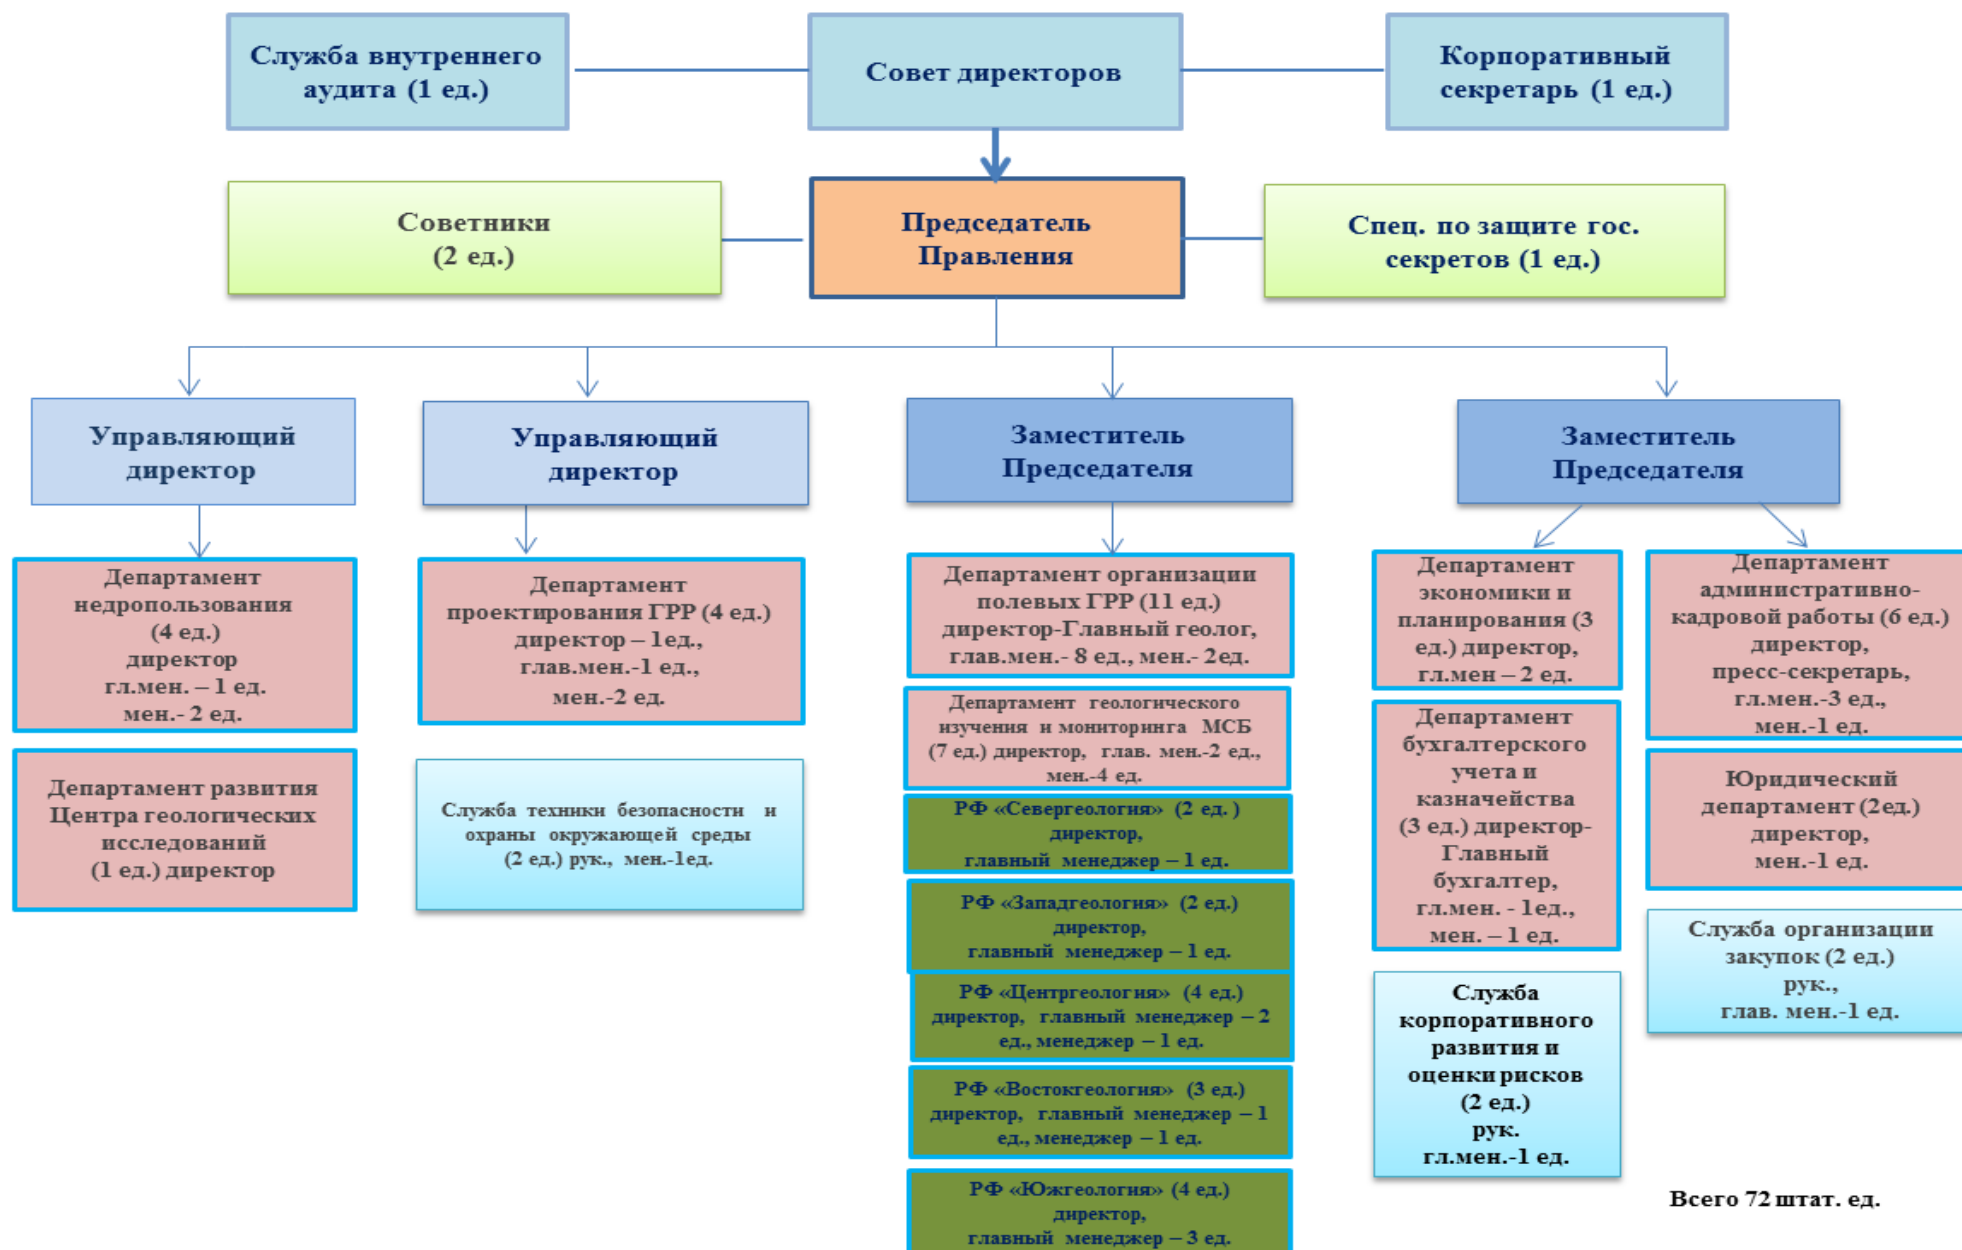 Служба внутреннего
аудита (1 ед.)
Совет директоров
Корпоративный
секретарь (1 ед.)
Советники
(2 ед.)
Председатель
Правления
Спец. по защите гос.
секретов (1 ед.)
Управляющий
директор
Управляющий
директор
Заместитель
Председателя
Заместитель
Председателя
Департамент
недропользования
(4 ед.)
директор
гл.мен. – 1 ед.
мен.- 2 ед.
Департамент развития
Центра геологических
исследований
(1 ед.) директор
Департамент
проектирования ГРР (4 ед.)
директор – 1ед.,
глав.мен.-1 ед.,
мен.-2 ед.
Служба техники безопасности и
охраны окружающей среды
(2 ед.) рук., мен.-1ед.
Департамент организации
полевых ГРР (11 ед.)
директор-Главный геолог,
глав.мен.- 8 ед., мен.- 2ед.
Департамент геологического
изучения и мониторинга МСБ
(7 ед.) директор, глав. мен.-2 ед.,
мен.-4 ед.
РФ «Севергеология» (2 ед. )
директор,
главный менеджер – 1 ед.
РФ «Западгеология» (2 ед.)
директор,
главный менеджер – 1 ед.
РФ «Центргеология» (4 ед.)
директор, главный менеджер – 2
ед., менеджер – 1 ед.
РФ «Востокгеология» (3 ед.)
директор, главный менеджер – 1
ед., менеджер – 1 ед.
РФ «Южгеология» (4 ед.)
директор,
главный менеджер – 3 ед.
Департамент
экономики и
планирования (3
ед.) директор,
гл.мен – 2 ед.
Департамент
бухгалтерского
учета и
казначейства
(3 ед.) директор-
Главный
бухгалтер,
гл.мен. - 1ед.,
мен. – 1 ед.
Служба
корпоративного
развития и
оценки рисков
(2 ед.)
рук.
гл.мен.-1 ед.
Департамент
административно-
кадровой работы (6 ед.)
директор,
пресс-секретарь,
гл.мен.-3 ед.,
мен.-1 ед.
Юридический
департамент (2ед.)
директор,
мен.-1 ед.
Служба организации
закупок (2 ед.)
рук.,
глав. мен.-1 ед.
Всего 72 штат. ед.